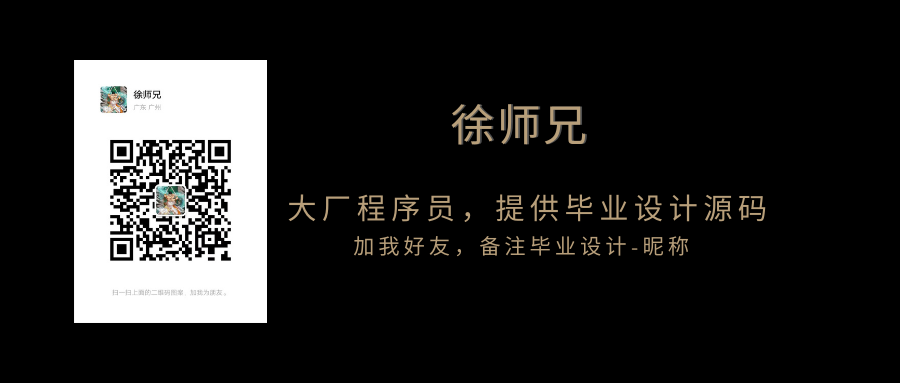 徐师兄
广东 广州
扫一扫上面的二维码图案，加我为朋友。
徐师兄
大厂程序员，提供毕业设计源码
加我好友，备注毕业设计-昵称